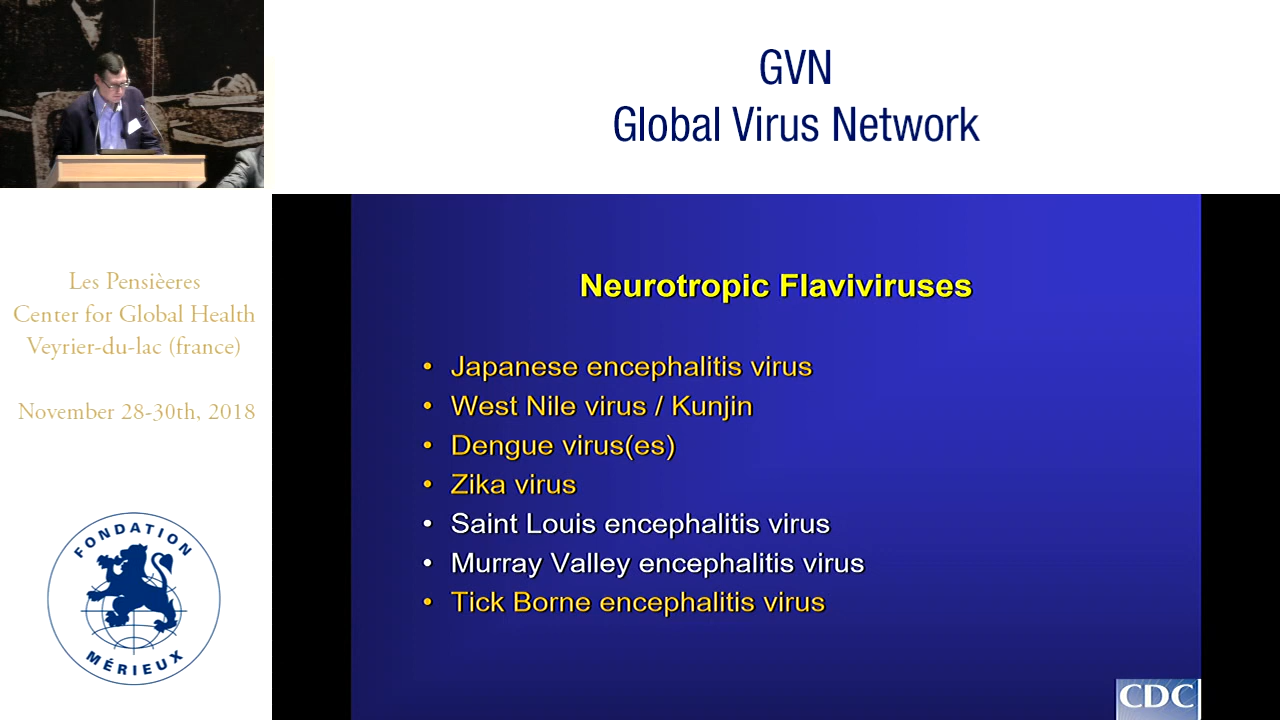 GVN
Global Virus Network
Les Pensièeres
Center for Global Health
Veyrier-du-lac (france)
November 28-30th, 2018
FONDATION
MÉRIEUX
Neurotropic Flaviviruses
• Japanese encephalitis virus
• West Nile virus / Kunjin
• Dengue virus(es)
• Zika virus
• Saint Louis encephalitis virus
• Murray Valley encephalitis virus
• Tick Borne encephalitis virus
CDC